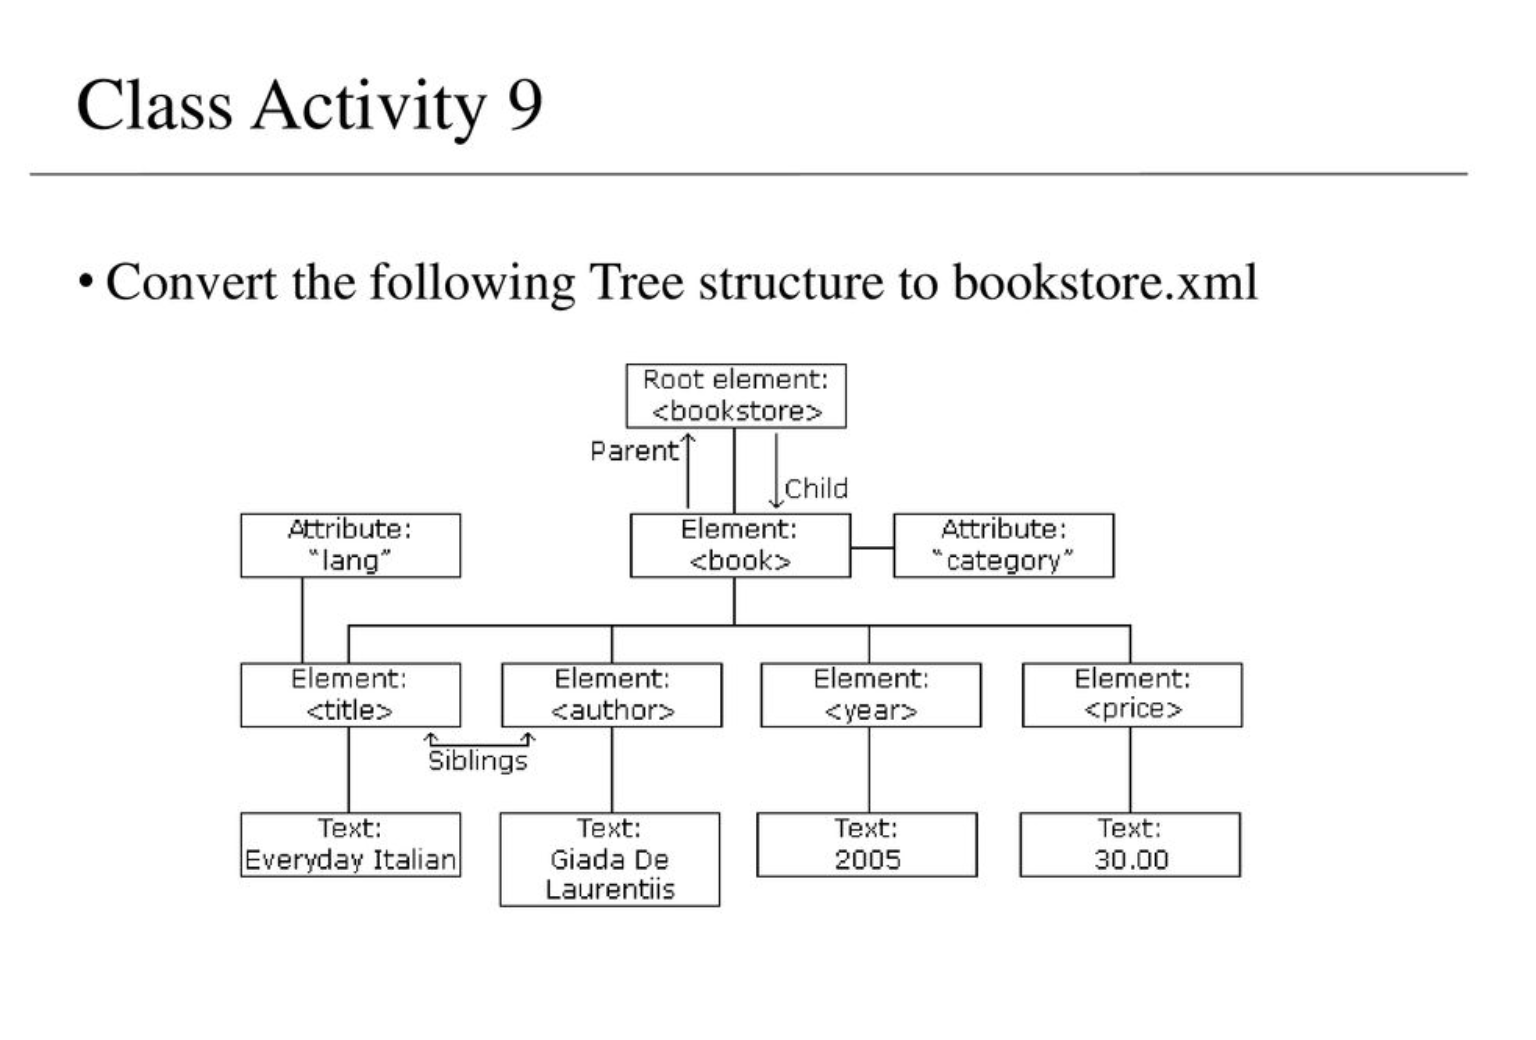 Class Activity 9
• Convert the following Tree structure to bookstore.xml
Root element:
<bookstore>
Parent
Child
Attribute:
“lang”
Element:
<book>
Attribute:
“category”
Element:
<title>
Element:
<author>
Element:
<year>
Element:
<price>
Siblings
Text:
Everyday Italian
Text:
Giada De
Laurentiis
Text:
2005
Text:
30.00